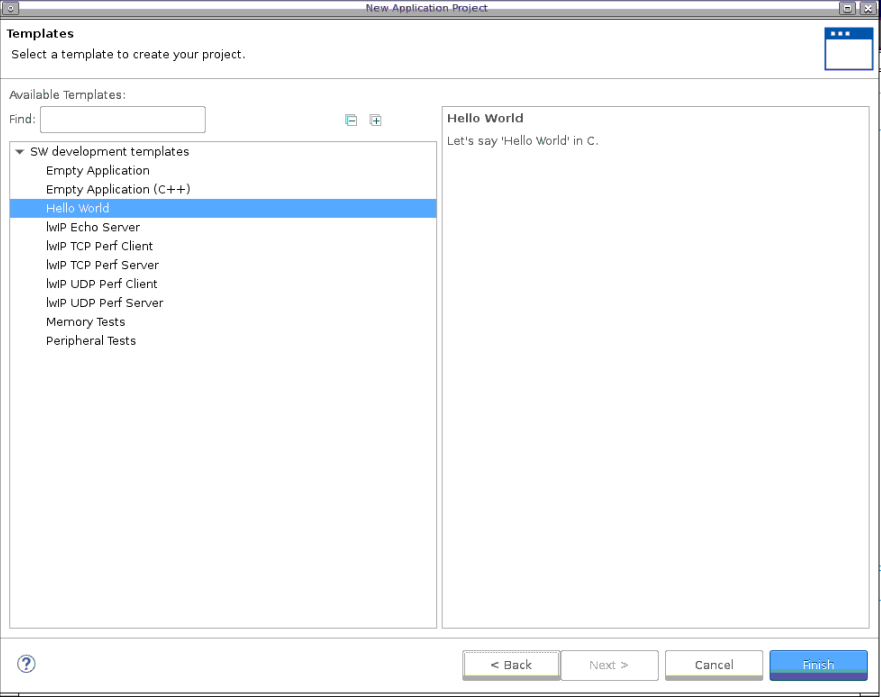 New Application Project
Templates
Select a template to create your project.
Available Templates:
Find:
Hello World
Let's say 'Hello World' in C.
SW development templates
Empty Application
Empty Application (C++)
Hello World
lwIP Echo Server
lwIP TCP Perf Client
lwIP TCP Perf Server
lwIP UDP Perf Client
lwIP UDP Perf Server
Memory Tests
Peripheral Tests
?
< Back
Next >
Cancel
Finish